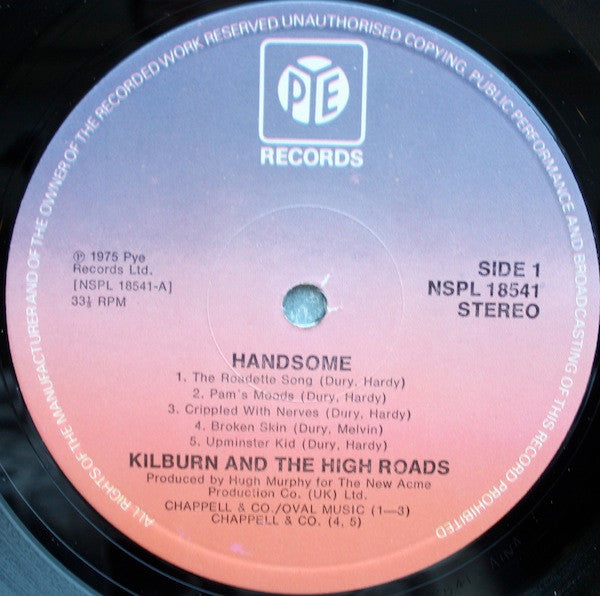 ALL RIGHTS OF THE MANUFACTURER AND OF THE OWNER OF THE RECORDED WORK RESERVED UNAUTHORISED COPYING, PUBLIC PERFORMANCE AND BROADCASTING OF THIS RECORD PROHIBITED
PYE
RECORDS
℗ 1975 Pye
Records Ltd.
[NSPL 18541-A]
33⅓ RPM
SIDE 1
NSPL 18541
STEREO
HANDSOME
1. The Roadette Song (Dury, Hardy)
2. Pam's Moods (Dury, Hardy)
3. Crippled With Nerves (Dury, Hardy)
4. Broken Skin (Dury, Melvin)
5. Upminster Kid (Dury, Hardy)
KILBURN AND THE HIGH ROADS
Produced by Hugh Murphy for The New Acme
Production Co. (UK) Ltd.
CHAPPELL & CO./OVAL MUSIC (1—3)
CHAPPELL & CO. (4, 5)